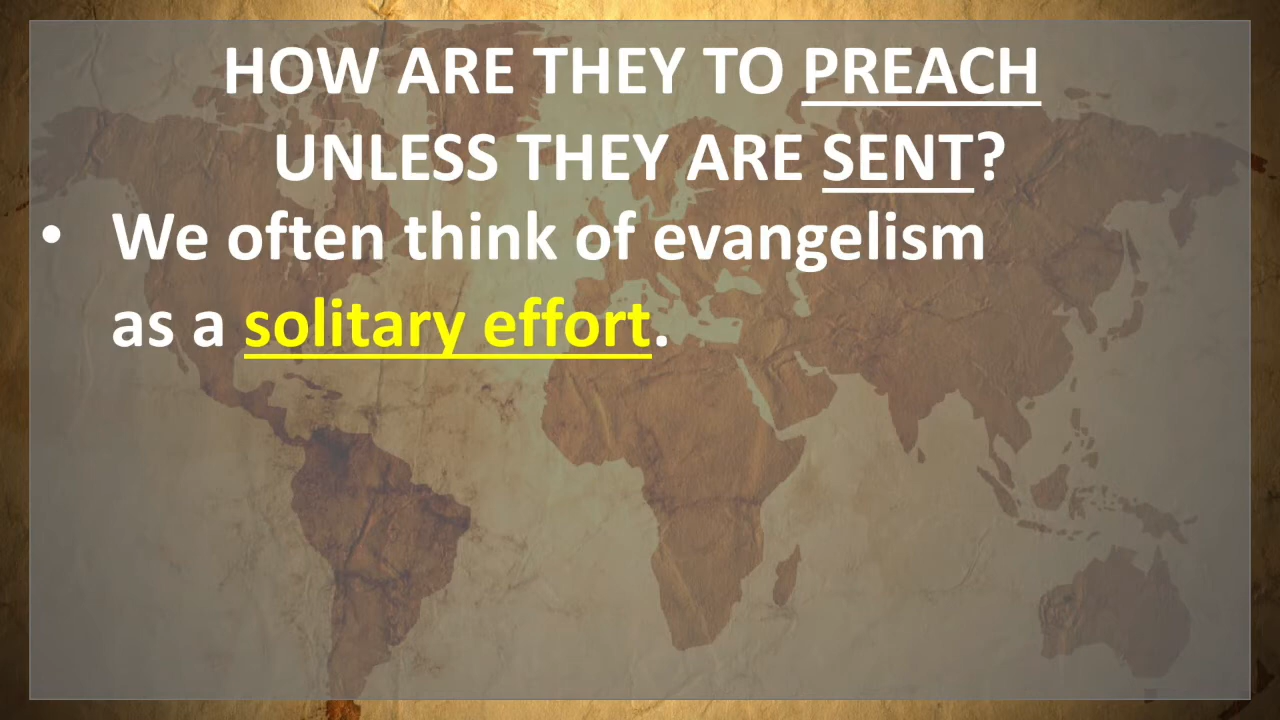 HOW ARE THEY TO PREACH
UNLESS THEY ARE SENT?
• We often think of evangelism
as a solitary effort.